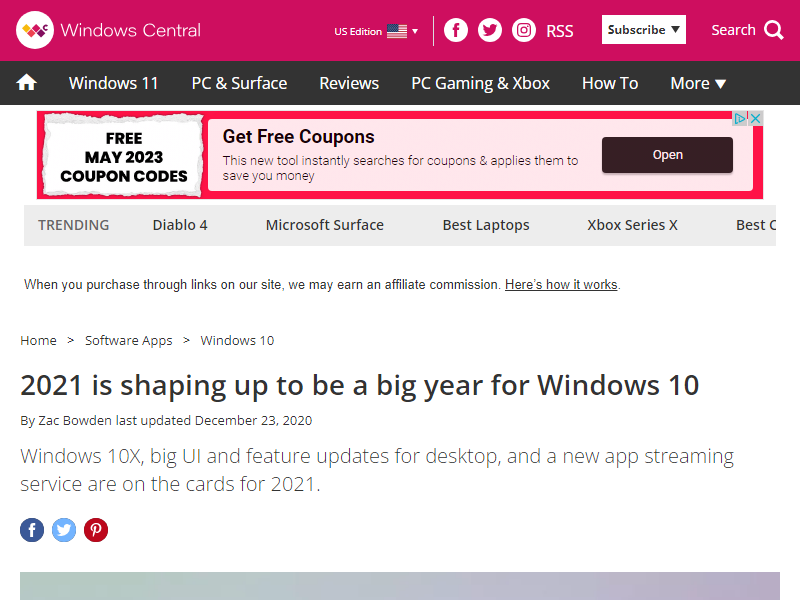 Windows Central
US Edition
RSS
Subscribe
Search
Windows 11
PC & Surface
Reviews
PC Gaming & Xbox
How To
More
FREE
MAY 2023
COUPON CODES
Get Free Coupons
This new tool instantly searches for coupons & applies them to
save you money
Open
TRENDING
Diablo 4
Microsoft Surface
Best Laptops
Xbox Series X
Best C
When you purchase through links on our site, we may earn an affiliate commission. Here's how it works.
Home > Software Apps > Windows 10
2021 is shaping up to be a big year for Windows 10
By Zac Bowden last updated December 23, 2020
Windows 10X, big UI and feature updates for desktop, and a new app streaming
service are on the cards for 2021.